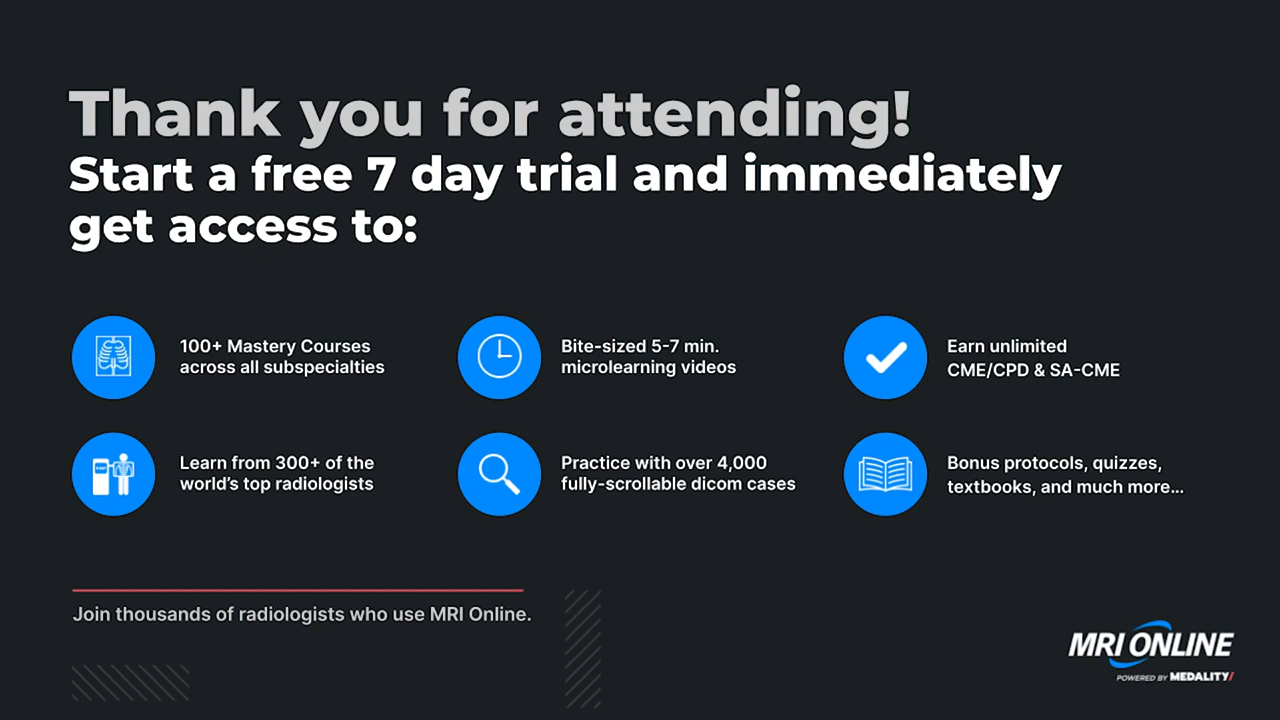 Thank you for attending!
Start a free 7 day trial and immediately
get access to:
100+ Mastery Courses
across all subspecialties
Bite-sized 5-7 min.
microlearning videos
Earn unlimited
CME/CPD & SA-CME
Learn from 300+ of the
world's top radiologists
Practice with over 4,000
fully-scrollable dicom cases
Bonus protocols, quizzes,
textbooks, and much more...
Join thousands of radiologists who use MRI Online.
MRI ONLINE
POWERED BY MEDALITY/